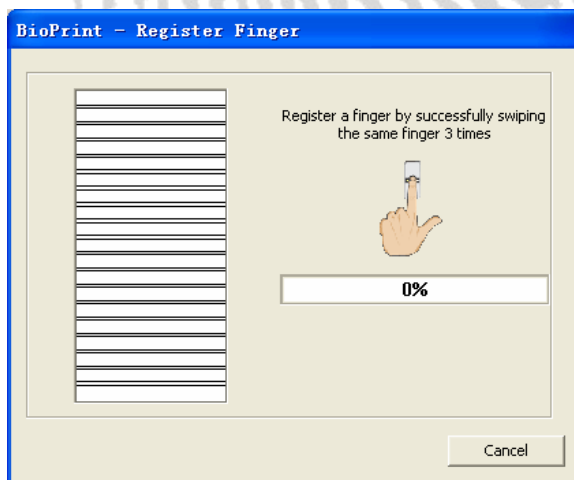 BioPrint - Register Finger
Register a finger by successfully swiping
the same finger 3 times
0%
Cancel